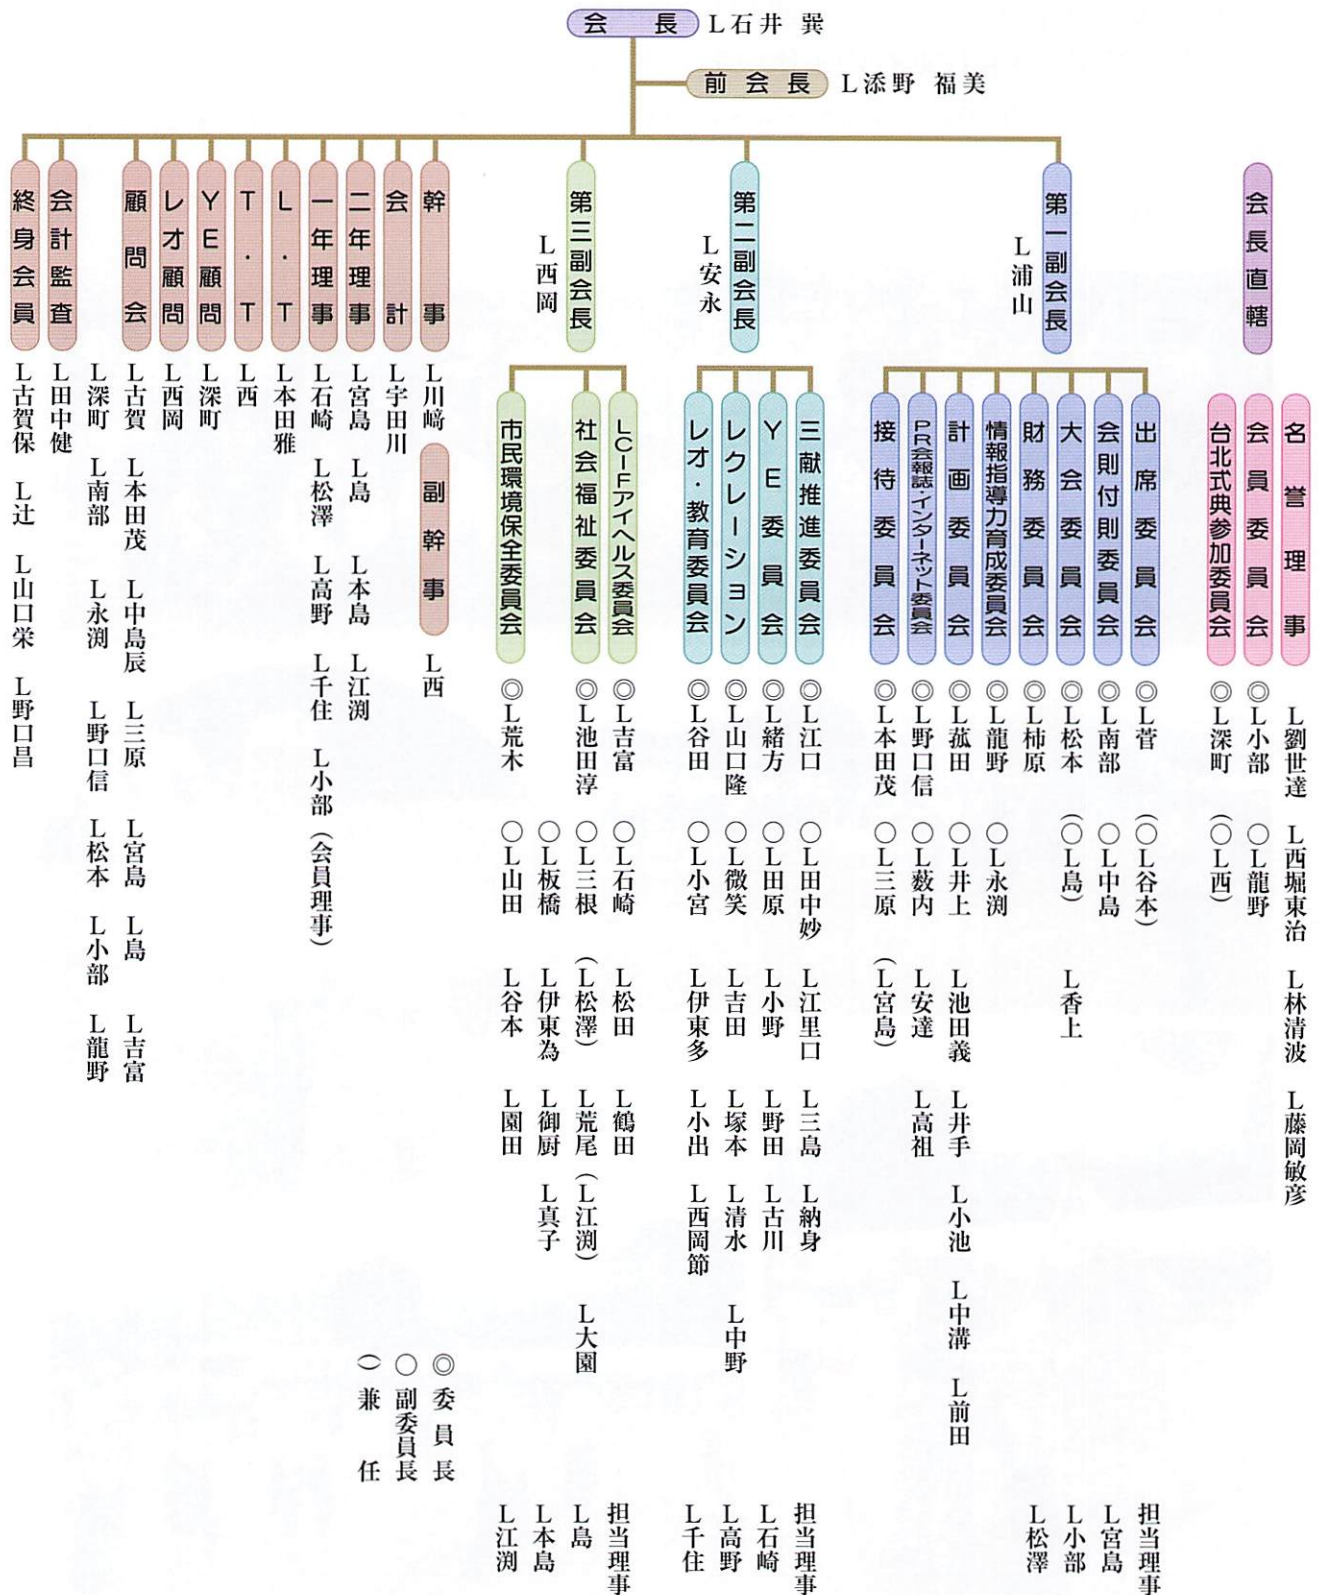 会長 L石井 巽
前会長 L添野 福美
会長直轄
名誉理事 L劉世達 L西堀東治 L林清波 L藤岡敏彦
会員委員会 ◎L小部 ○L龍野
台北式典参加委員会 ◎L深町 (○L西)
第一副会長
L浦山
出席委員会 ◎L菅 (○L谷本)
会則付則委員会 ◎L南部 ○L中島
大会委員会 ◎L松本 (○L島) L香上
財務委員会 ◎L柿原
情報指導力育成委員会 ◎L龍野 ○L永渕
計画委員会 ◎L菰田 ○L井上 L池田義 L井手 L小池 L中溝 L前田
PR会報誌・インターネット委員会 ◎L野口信 ○L薮内 L安達 L高祖
接待委員会 ◎L本田茂 ○L三原 (L宮島)
担当理事
L宮島
L小部
L松澤
第二副会長
L安永
三献推進委員会 ◎L江口 ○L田中妙 L江里口 L三島 L納身
YE委員会 ◎L緒方 ○L田原 L小野 L野田 L古川
レクレーション ◎L山口隆 ○L微笑 L吉田 L塚本 L清水 L中野
レオ・教育委員会 ◎L谷田 ○L小宮 L伊東多 L小出 L西岡節
担当理事
L石崎
L高野
L千住
第三副会長
L西岡
LCIFアイヘルス委員会 ◎L吉富 ○L石崎 L松田 L鶴田
社会福祉委員会 ◎L池田淳 ○L三根 (L松澤) L荒尾 (L江渕) L大園
○L板橋 L伊東為 L御厨 L真子
市民環境保全委員会 ◎L荒木 ○L山田 L谷本 L園田
担当理事
L島
L本島
L江渕
幹事 L川﨑 副幹事 L西
会計 L宇田川
二年理事 L宮島 L島 L本島 L江渕
一年理事 L石崎 L松澤 L高野 L千住 L小部(会員理事)
L・T L本田雅
T・T L西
YE顧問 L深町
レオ顧問 L西岡
顧問会 L古賀 L本田茂 L中島辰 L三原 L宮島 L島 L吉富
L深町 L南部 L永渕 L野口信 L松本 L小部 L龍野
会計監査 L田中健
終身会員 L古賀保 L辻 L山口栄 L野口昌
◎委員長
○副委員長
()兼任